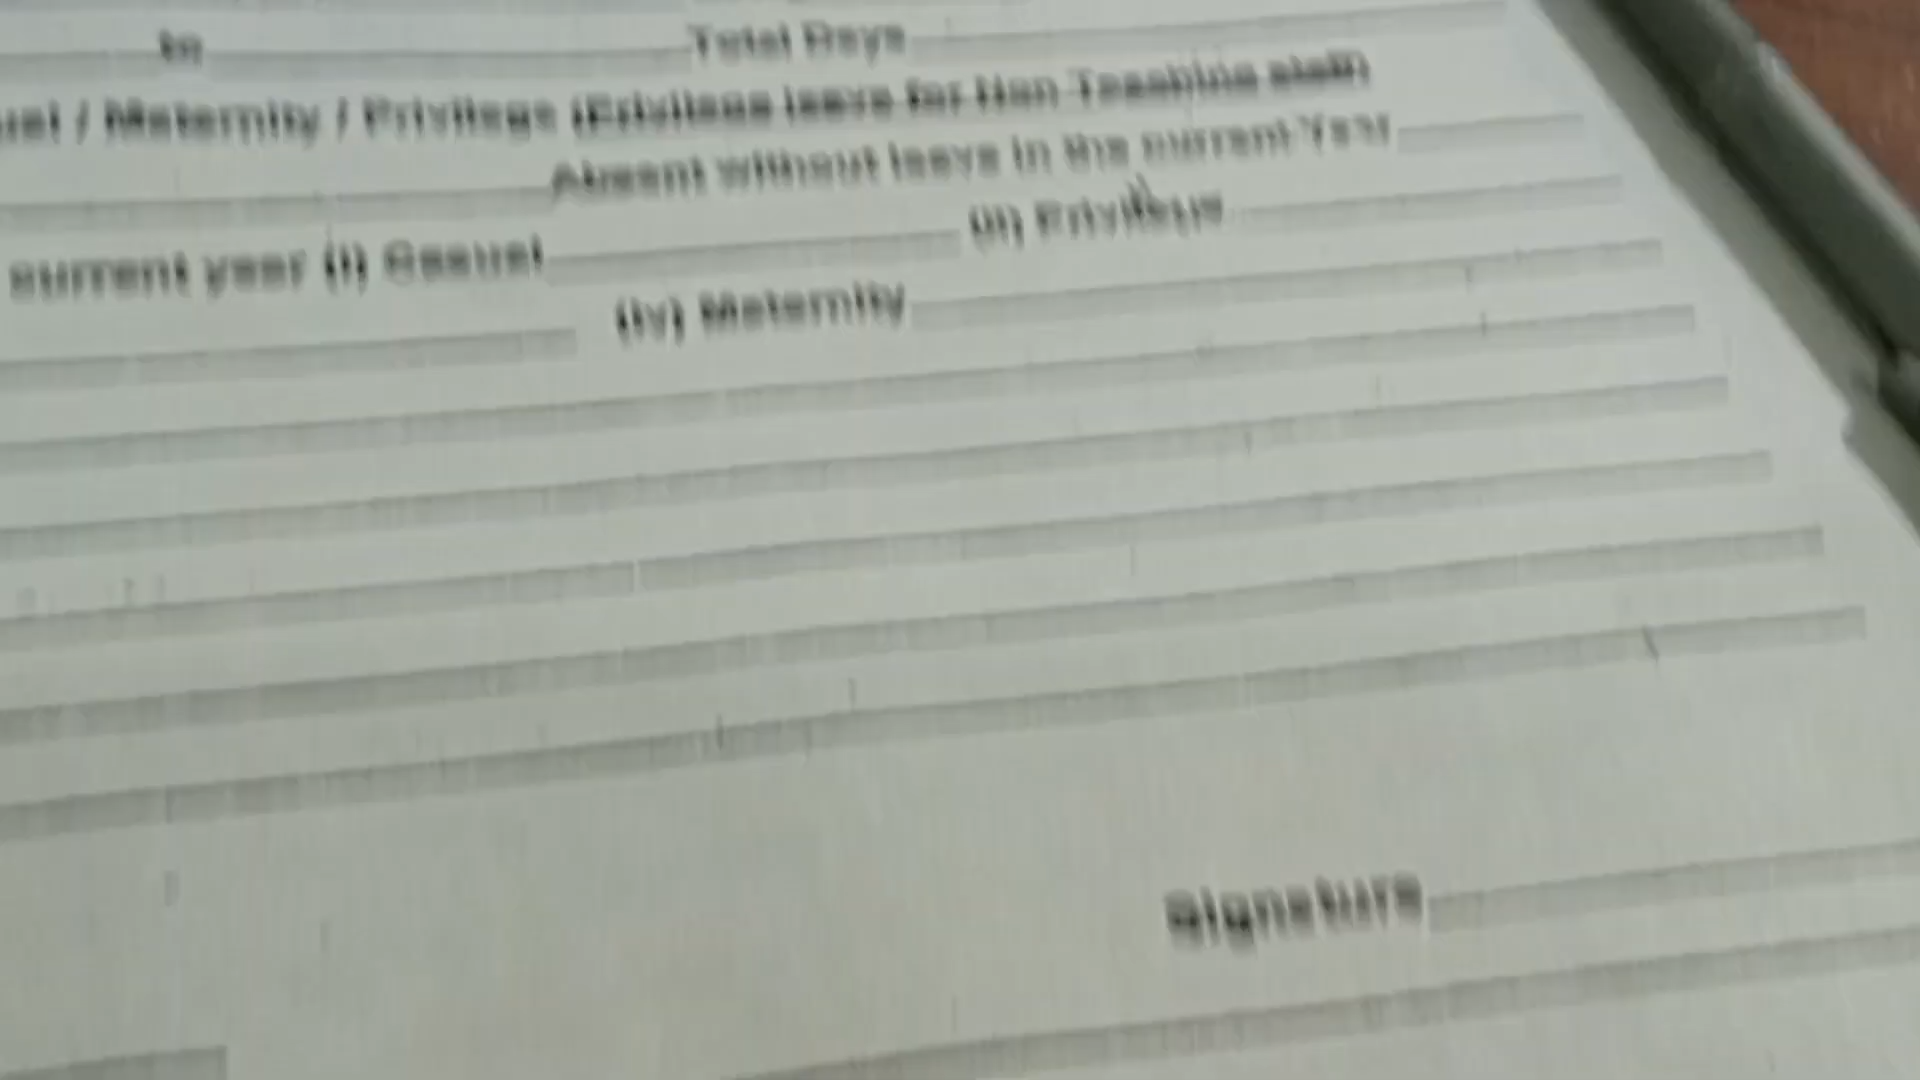 to Total Days
/ Maternity / Privilege (Privilege leave for Non Teaching staff)
Absent without leave in the current Year
current year (i) Casual (ii) Privilege
(iv) Maternity
Signature